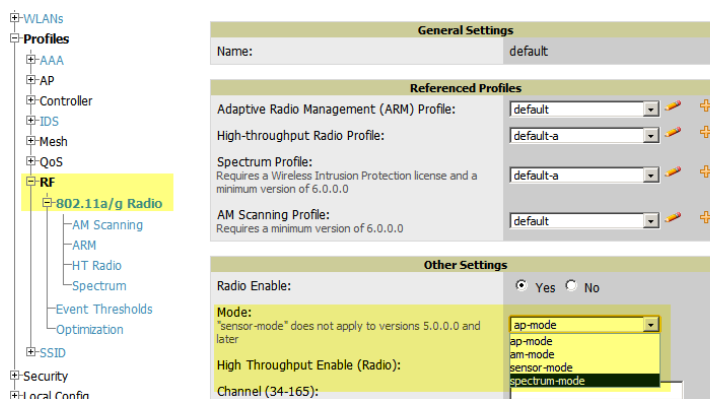 WLANs
Profiles
AAA
AP
Controller
IDS
Mesh
QoS
RF
802.11a/g Radio
AM Scanning
ARM
HT Radio
Spectrum
Event Thresholds
Optimization
SSID
Security
Local Config
General Settings
Name: default
Referenced Profiles
Adaptive Radio Management (ARM) Profile: default
High-throughput Radio Profile: default-a
Spectrum Profile:
Requires a Wireless Intrusion Protection license and a
minimum version of 6.0.0.0
default-a
AM Scanning Profile:
Requires a minimum version of 6.0.0.0
default
Other Settings
Radio Enable: Yes No
Mode:
"sensor-mode" does not apply to versions 5.0.0.0 and
later
ap-mode
ap-mode
am-mode
sensor-mode
spectrum-mode
High Throughput Enable (Radio):
Channel (34-165):